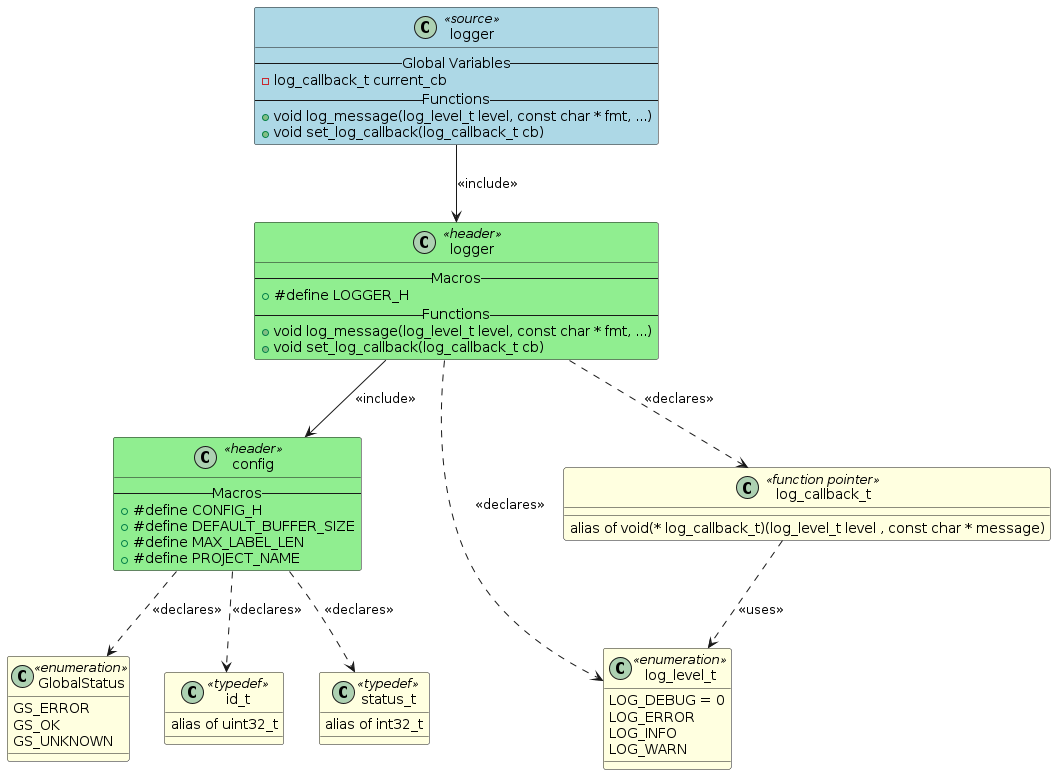 C
«source»
logger
Global Variables
log_callback_t current_cb
Functions
void log_message(log_level_t level, const char * fmt, ...)
void set_log_callback(log_callback_t cb)
«include»
C
«header»
logger
Macros
#define LOGGER_H
Functions
void log_message(log_level_t level, const char * fmt, ...)
void set_log_callback(log_callback_t cb)
«include»
«declares»
«declares»
C
«header»
config
Macros
#define CONFIG_H
#define DEFAULT_BUFFER_SIZE
#define MAX_LABEL_LEN
#define PROJECT_NAME
C
«function pointer»
log_callback_t
alias of void(* log_callback_t)(log_level_t level , const char * message)
«declares»
«declares»
«declares»
«uses»
C
«enumeration»
GlobalStatus
GS_ERROR
GS_OK
GS_UNKNOWN
C
«typedef»
id_t
alias of uint32_t
C
«typedef»
status_t
alias of int32_t
C
«enumeration»
log_level_t
LOG_DEBUG = 0
LOG_ERROR
LOG_INFO
LOG_WARN